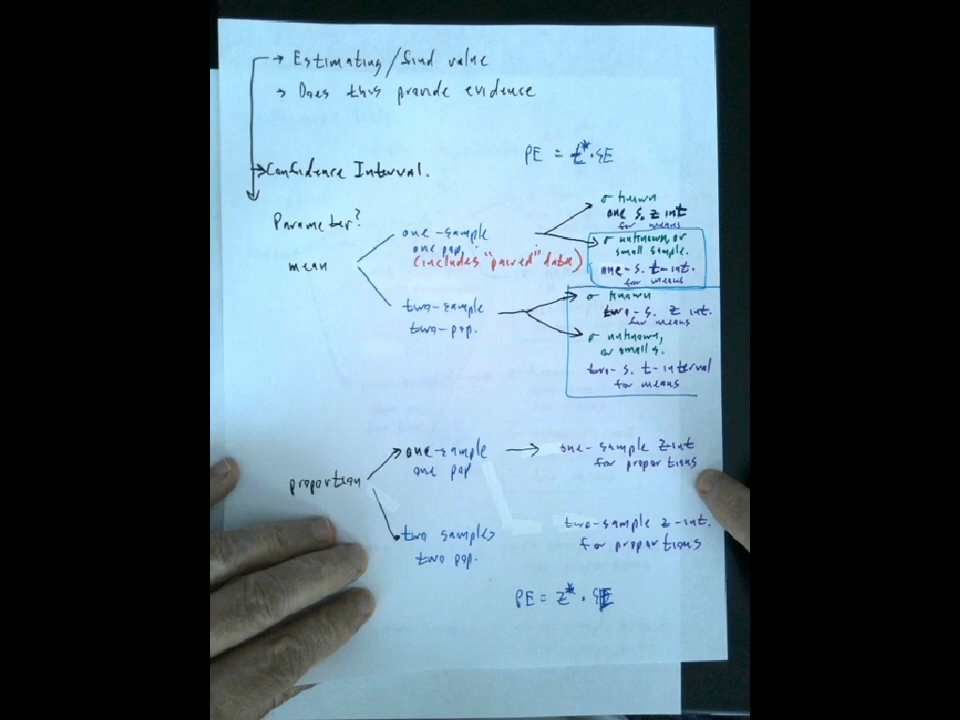 → Estimating/find value
→ Does this provide evidence
→ Confidence Interval.
PE = t* · SE
Parameter?
mean
one-sample
one pop.
(includes "paired" data)
σ known
one s. z int
for means
σ unknown, or
small sample.
one-s. t-int.
for means
two-sample
two-pop.
σ known
two-s. z int.
for means
σ unknown,
or small s.
two-s. t-interval
for means
proportion
one-sample
one pop
one-sample z-int
for proportions
two samples
two pop.
two-sample z-int.
for proportions
PE = z* · SE